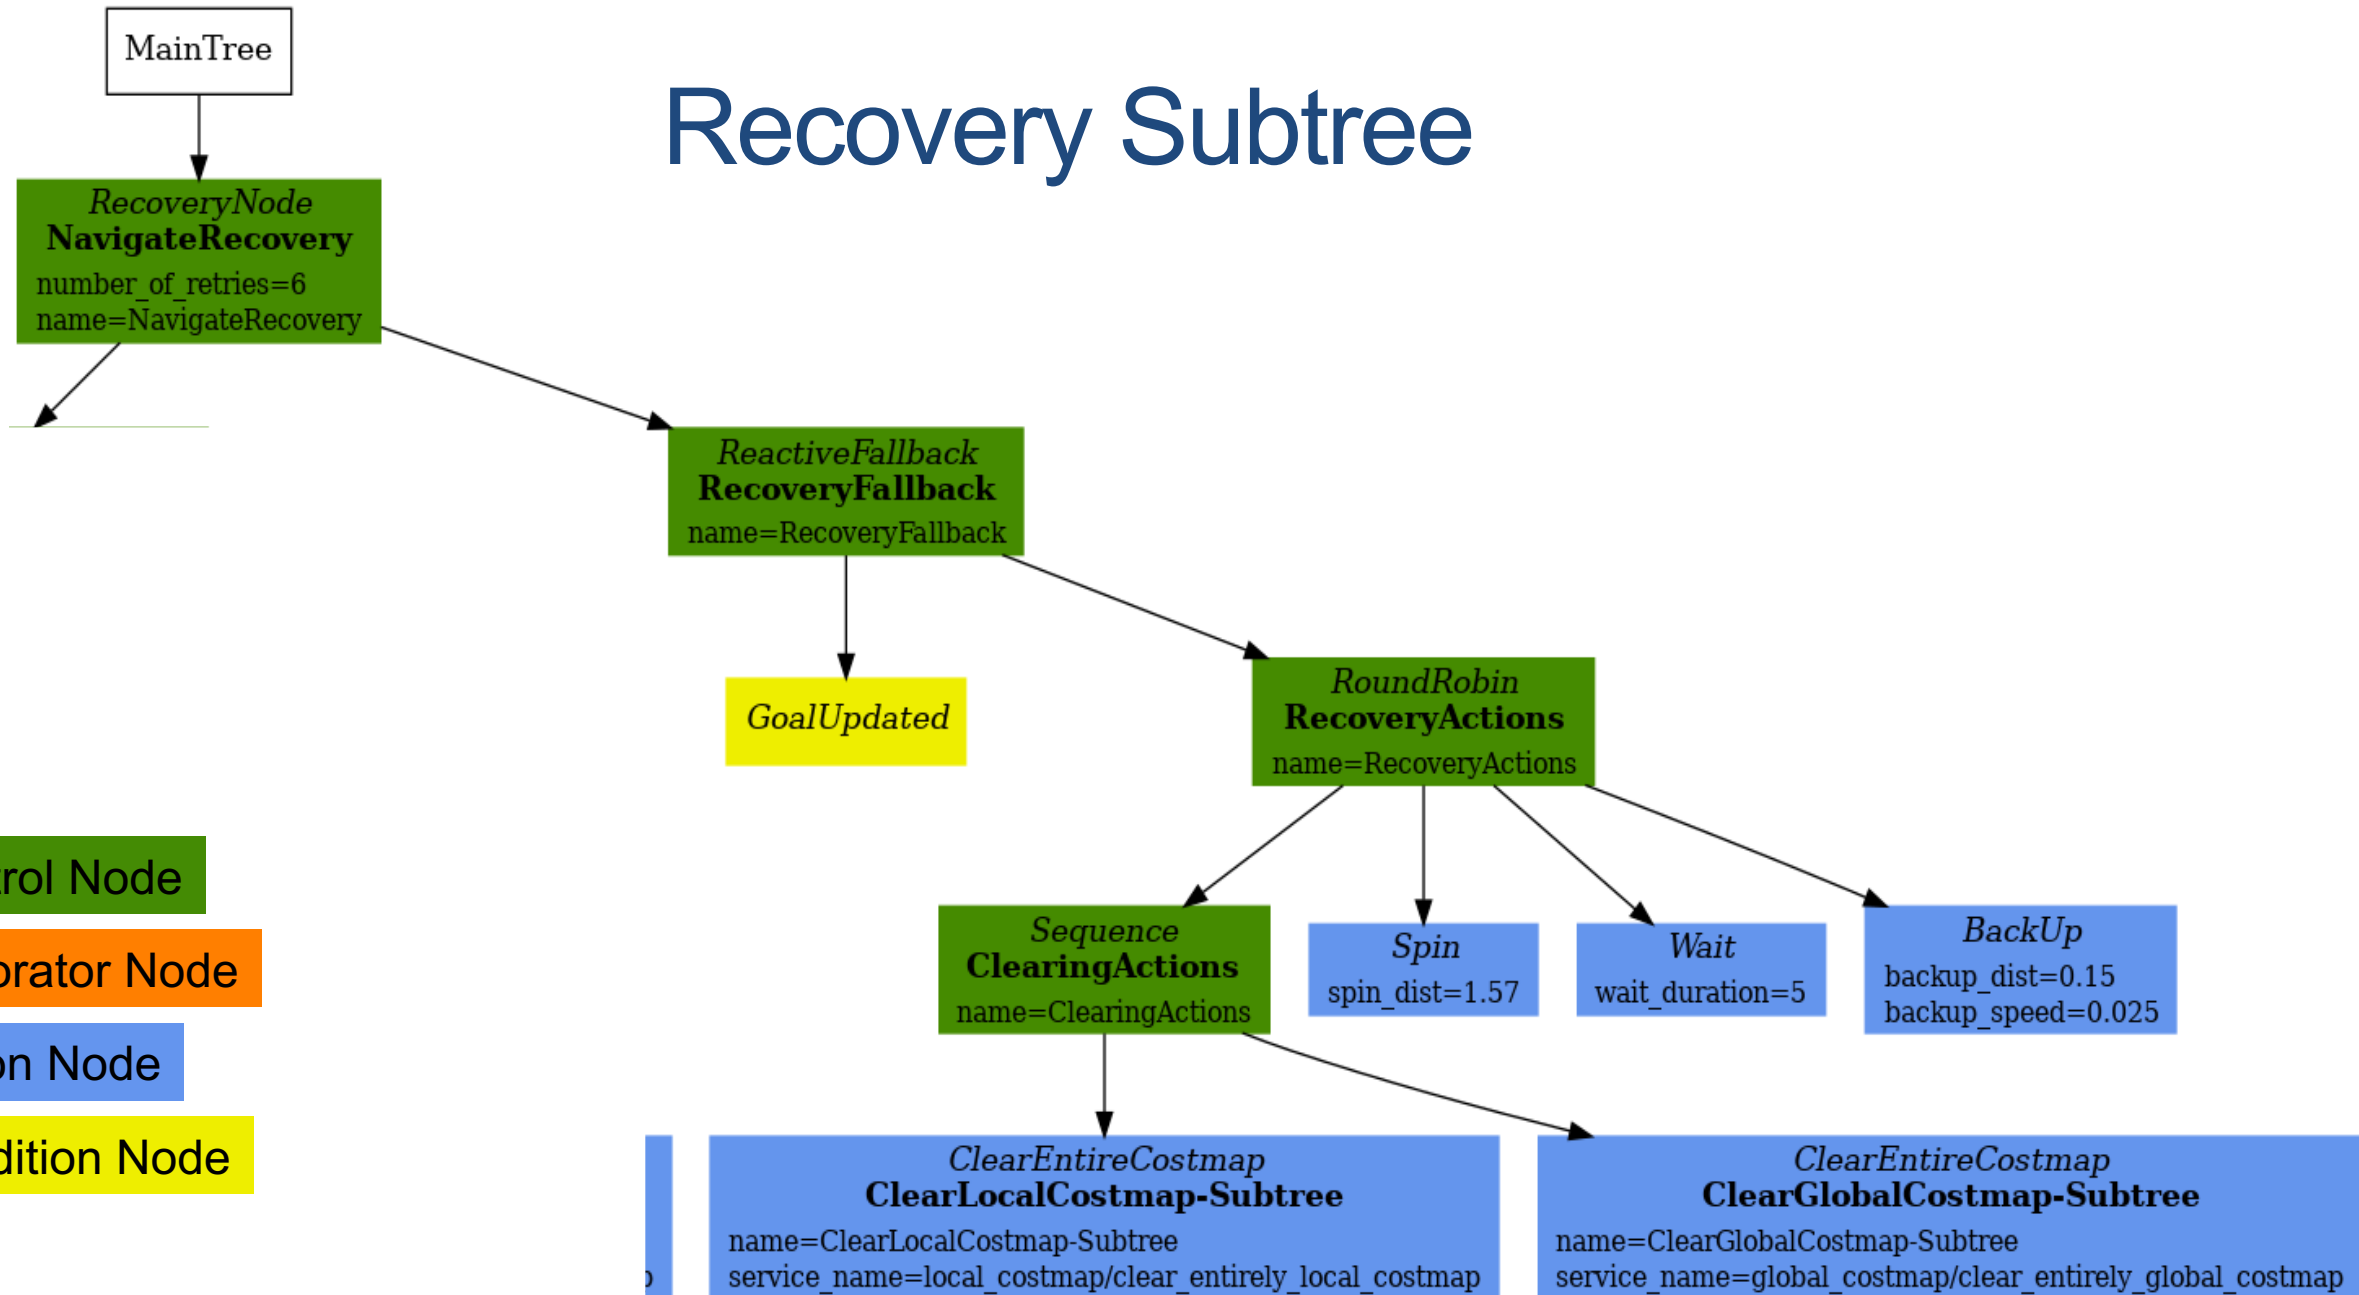 MainTree
Recovery Subtree
RecoveryNode
NavigateRecovery
number_of_retries=6
name=NavigateRecovery
ReactiveFallback
RecoveryFallback
name=RecoveryFallback
GoalUpdated
RoundRobin
RecoveryActions
name=RecoveryActions
Sequence
ClearingActions
name=ClearingActions
Spin
spin_dist=1.57
Wait
wait_duration=5
BackUp
backup_dist=0.15
backup_speed=0.025
ClearEntireCostmap
ClearLocalCostmap-Subtree
name=ClearLocalCostmap-Subtree
service_name=local_costmap/clear_entirely_local_costmap
ClearEntireCostmap
ClearGlobalCostmap-Subtree
name=ClearGlobalCostmap-Subtree
service_name=global_costmap/clear_entirely_global_costmap
rol Node
orator Node
on Node
dition Node